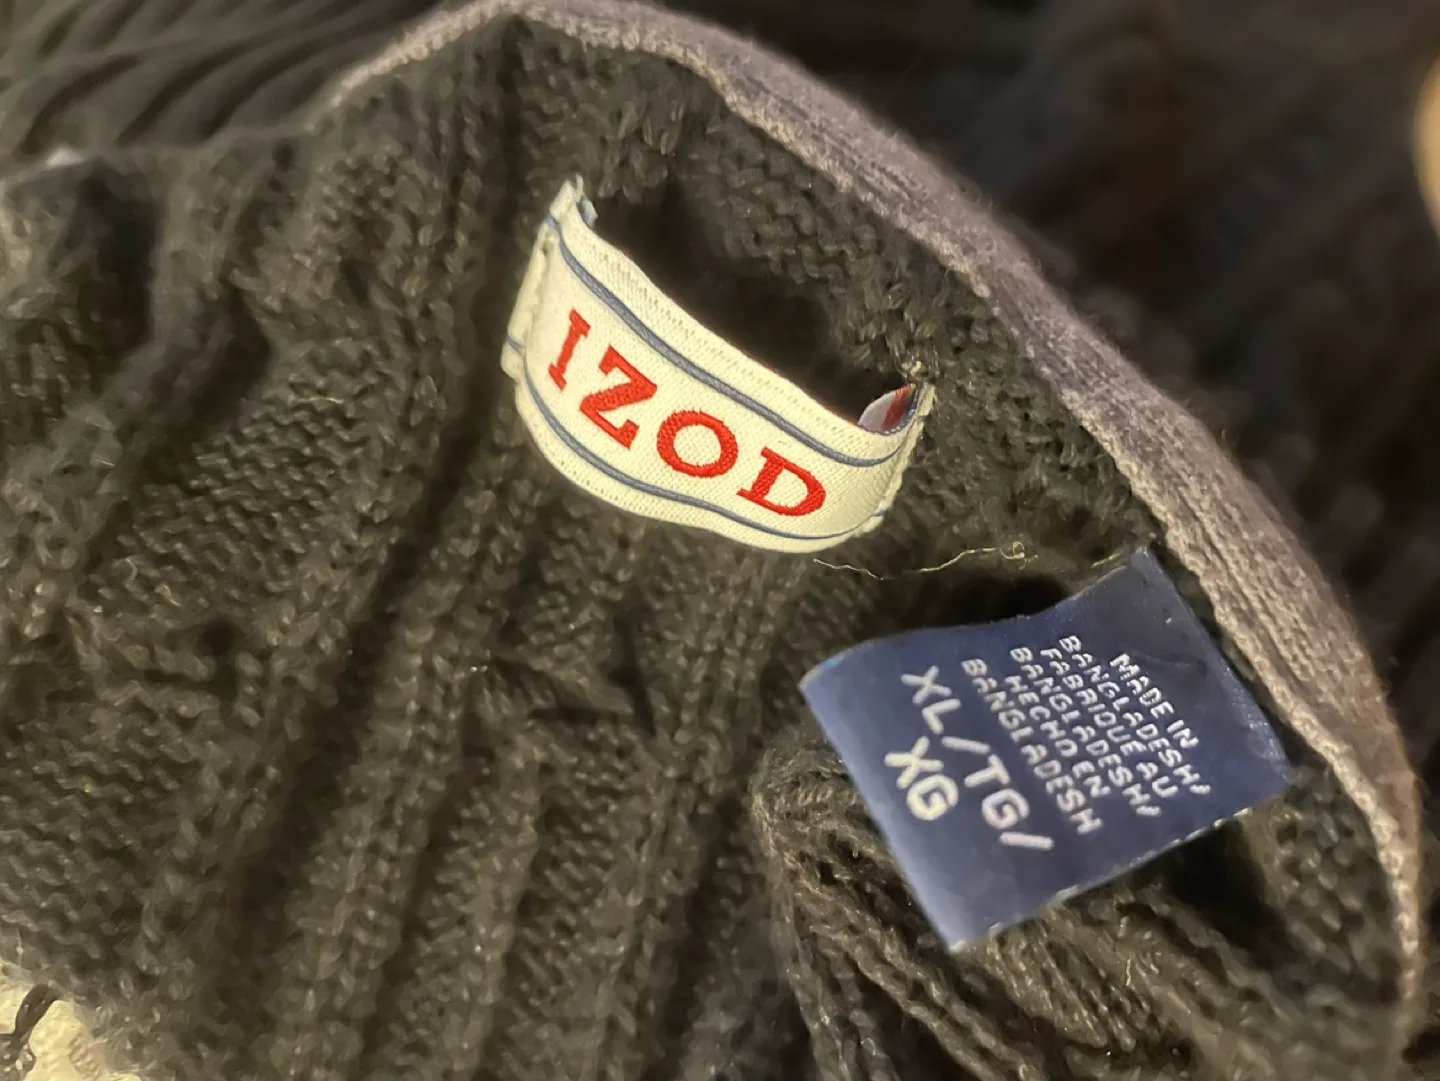 IZOD
MADE IN
BANGLADESH/
FABRIQUÉ AU
BANGLADESH/
HECHO EN
BANGLADESH
XL/TG/
XG